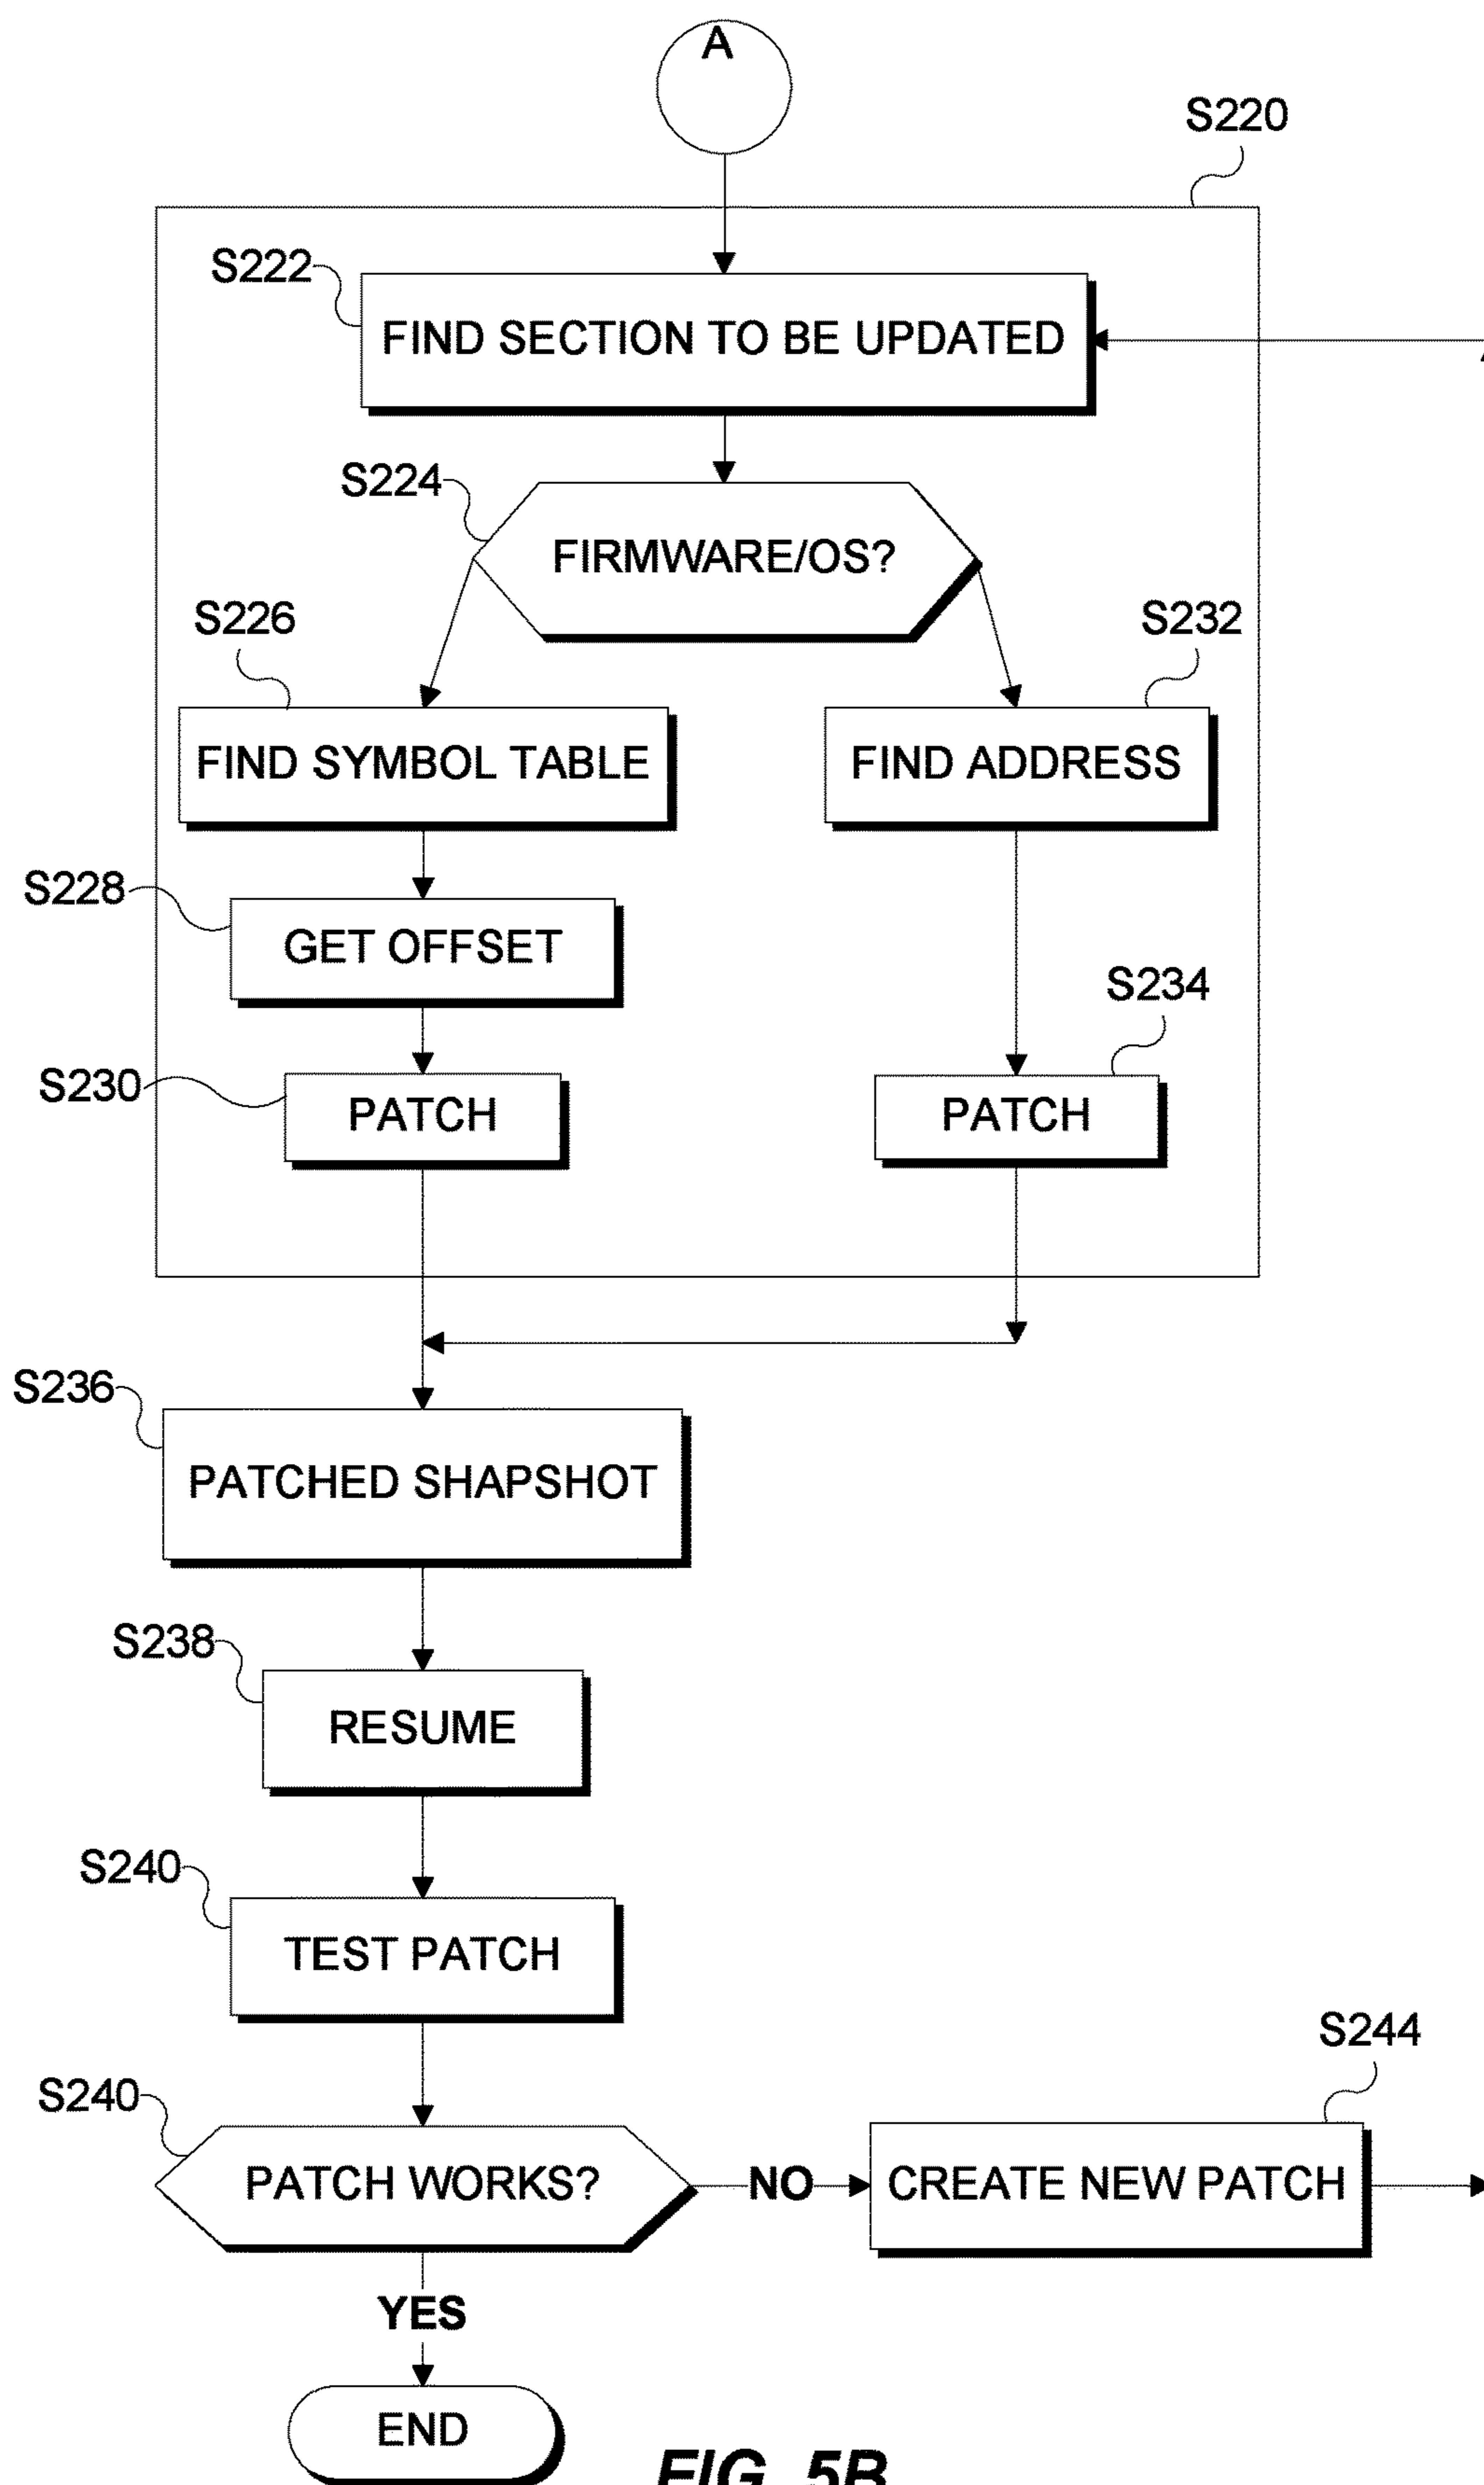 A
S220
S222
FIND SECTION TO BE UPDATED
S224
FIRMWARE/OS?
S226
S232
FIND SYMBOL TABLE
FIND ADDRESS
S228
GET OFFSET
S234
S230
PATCH
PATCH
S236
PATCHED SHAPSHOT
S238
RESUME
S240
TEST PATCH
S244
S240
PATCH WORKS?
NO
CREATE NEW PATCH
YES
END
FIG. 5B